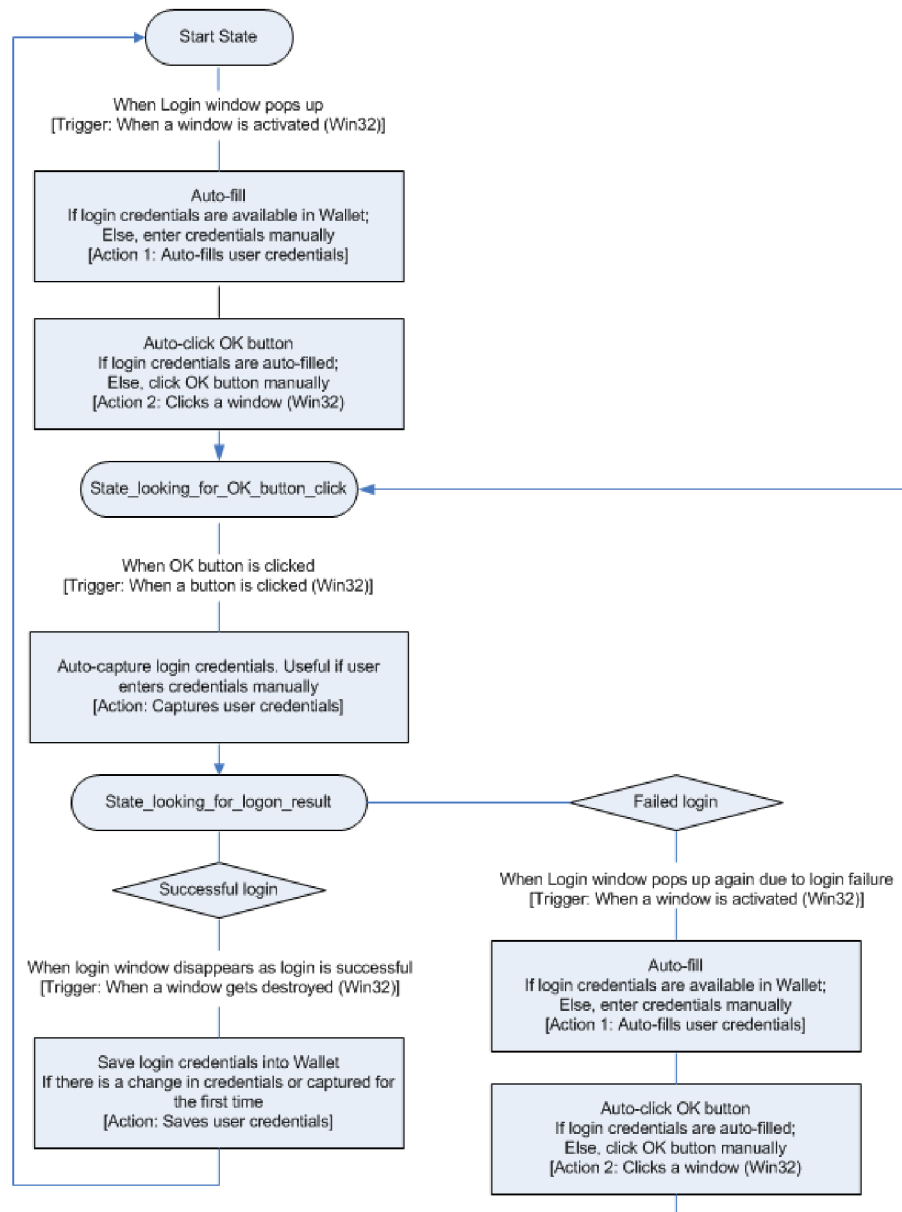 Start State
When Login window pops up
[Trigger: When a window is activated (Win32)]
Auto-fill
If login credentials are available in Wallet;
Else, enter credentials manually
[Action 1: Auto-fills user credentials]
Auto-click OK button
If login credentials are auto-filled;
Else, click OK button manually
[Action 2: Clicks a window (Win32)
State_looking_for_OK_button_click
When OK button is clicked
[Trigger: When a button is clicked (Win32)]
Auto-capture login credentials. Useful if user
enters credentials manually
[Action: Captures user credentials]
State_looking_for_logon_result
Successful login
When login window disappears as login is successful
[Trigger: When a window gets destroyed (Win32)]
Save login credentials into Wallet
If there is a change in credentials or captured for
the first time
[Action: Saves user credentials]
Failed login
When Login window pops up again due to login failure
[Trigger: When a window is activated (Win32)]
Auto-fill
If login credentials are available in Wallet;
Else, enter credentials manually
[Action 1: Auto-fills user credentials]
Auto-click OK button
If login credentials are auto-filled;
Else, click OK button manually
[Action 2: Clicks a window (Win32)